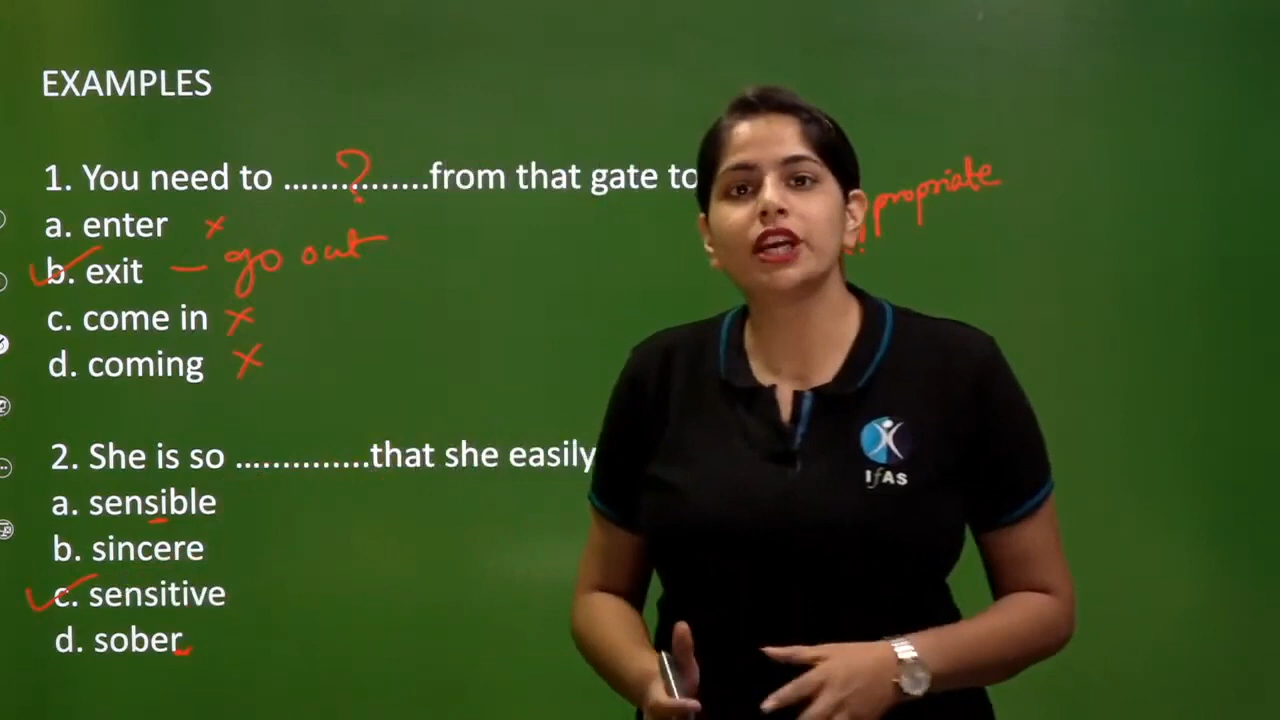 EXAMPLES
1. You need to ...............from that gate to
?
propriate
a. enter ×
b. exit – go out
c. come in ×
d. coming ×
2. She is so ..............that she easily
a. sensible
b. sincere
c. sensitive
d. sober
IFAS